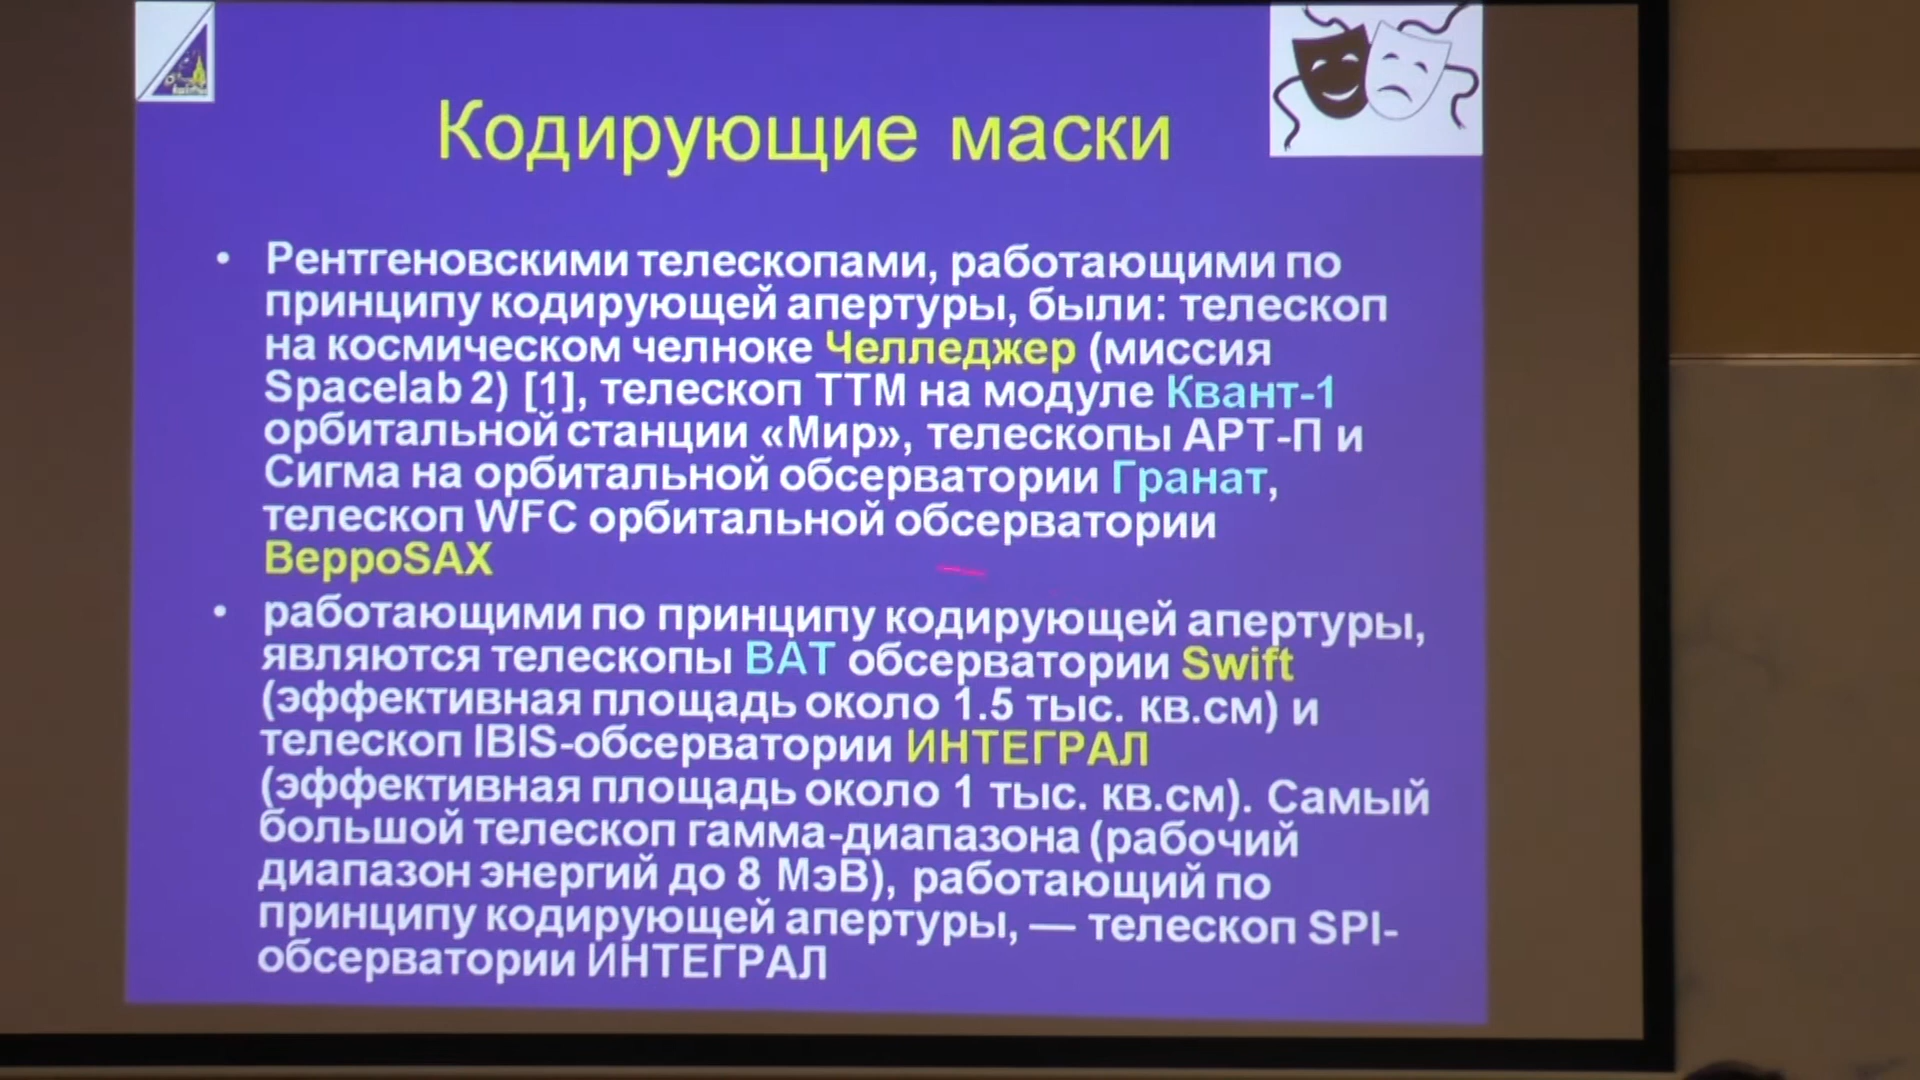 Кодирующие маски
• Рентгеновскими телескопами, работающими по
принципу кодирующей апертуры, были: телескоп
на космическом челноке Челледжер (миссия
Spacelab 2) [1], телескоп ТТМ на модуле Квант-1
орбитальной станции «Мир», телескопы АРТ-П и
Сигма на орбитальной обсерватории Гранат,
телескоп WFC орбитальной обсерватории
BeppoSAX
• работающими по принципу кодирующей апертуры,
являются телескопы BAT обсерватории Swift
(эффективная площадь около 1.5 тыс. кв.см) и
телескоп IBIS-обсерватории ИНТЕГРАЛ
(эффективная площадь около 1 тыс. кв.см). Самый
большой телескоп гамма-диапазона (рабочий
диапазон энергий до 8 МэВ), работающий по
принципу кодирующей апертуры, — телескоп SPI-
обсерватории ИНТЕГРАЛ